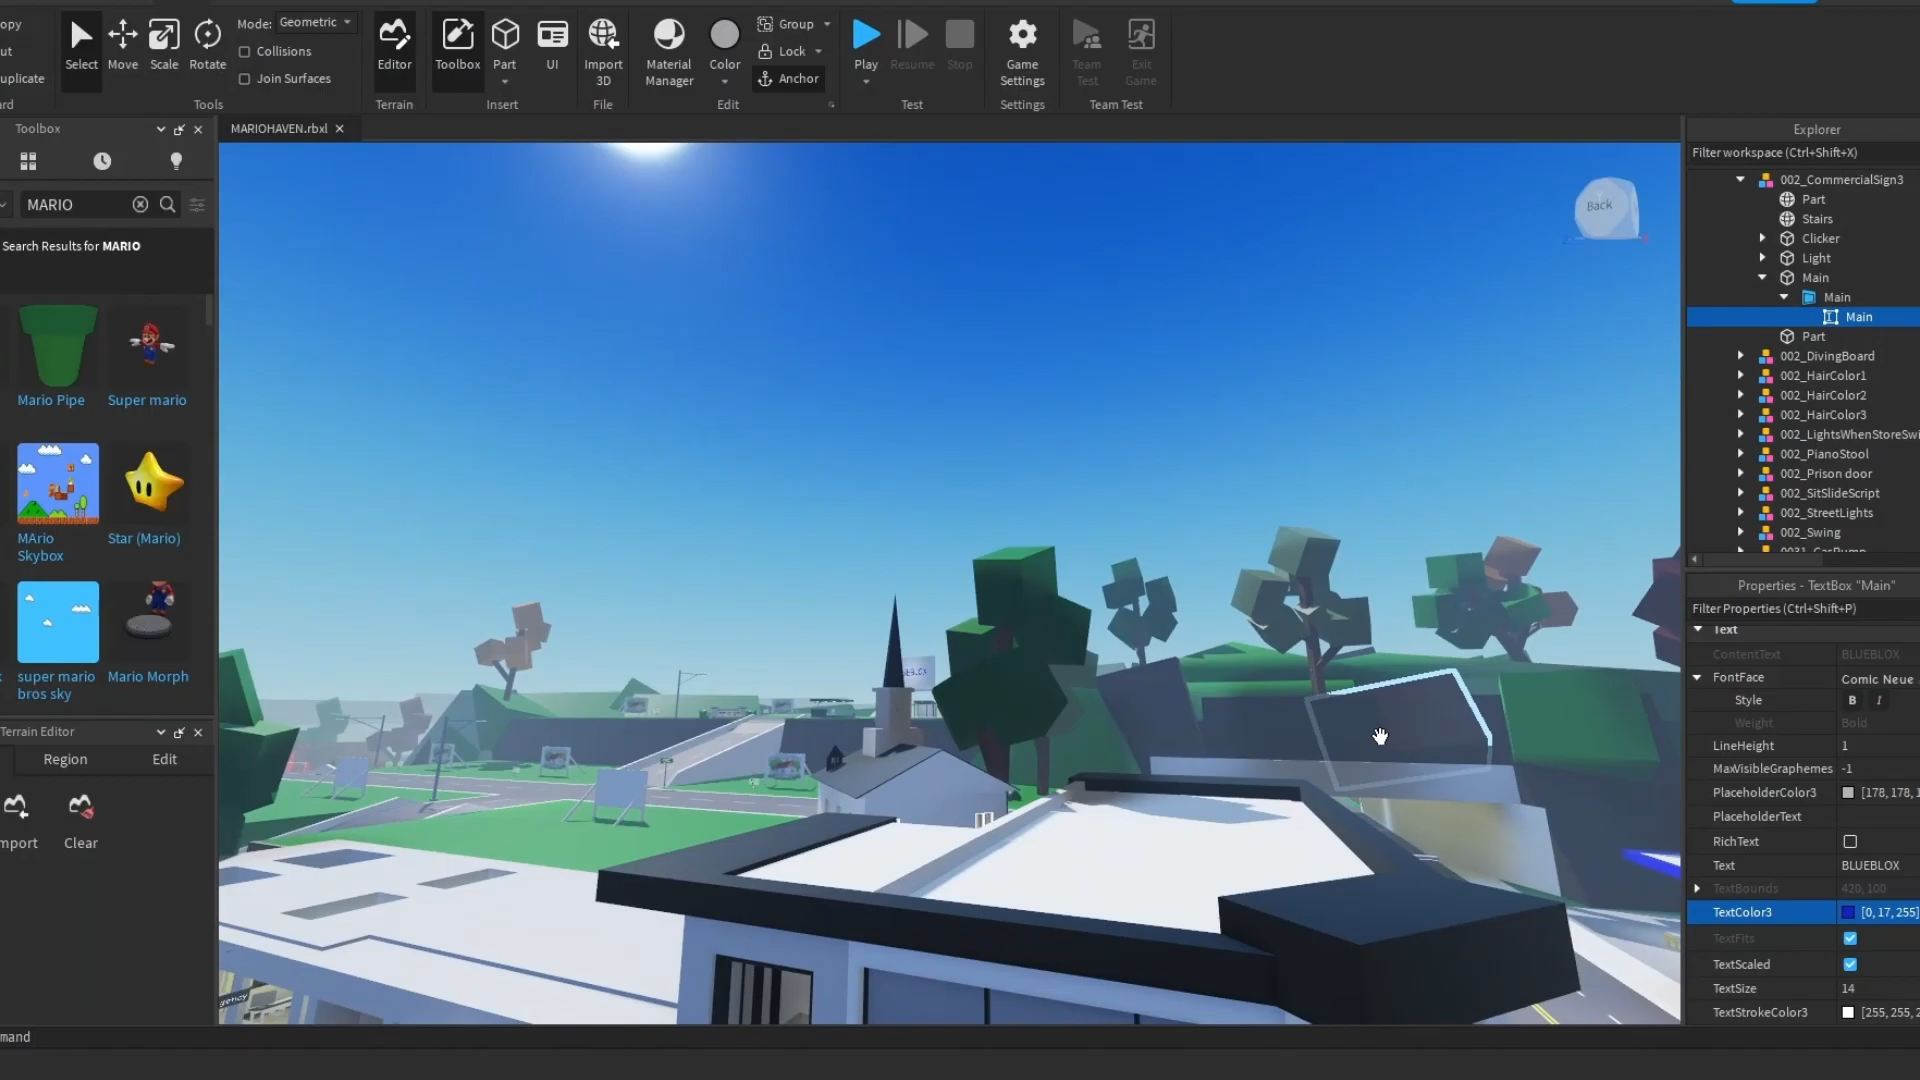 opy
ut
uplicate
rd
Select
Move
Scale
Rotate
Mode: Geometric
Collisions
Join Surfaces
Tools
Editor
Terrain
Toolbox
Part
UI
Insert
Import
3D
File
Material
Manager
Color
Group
Lock
Anchor
Edit
Play
Resume
Stop
Test
Game
Settings
Settings
Team
Test
Exit
Game
Team Test
Toolbox
MARIOHAVEN.rbxl
MARIO
Search Results for MARIO
Mario Pipe
Super mario
MArio
Skybox
Star (Mario)
super mario
bros sky
Mario Morph
Terrain Editor
Region
Edit
mport
Clear
mand
Back
Explorer
Filter workspace (Ctrl+Shift+X)
002_CommercialSign3
Part
Stairs
Clicker
Light
Main
Main
Main
Part
002_DivingBoard
002_HairColor1
002_HairColor2
002_HairColor3
002_LightsWhenStoreSwi
002_PianoStool
002_Prison door
002_SitSlideScript
002_StreetLights
002_Swing
Properties - TextBox "Main"
Filter Properties (Ctrl+Shift+P)
Text
ContentText BLUEBLOX
FontFace Comic Neue
Style B I
Weight Bold
LineHeight 1
MaxVisibleGraphemes -1
PlaceholderColor3 [178, 178, 1
PlaceholderText
RichText
Text BLUEBLOX
TextBounds 420, 100
TextColor3 [0, 17, 255]
TextFits
TextScaled
TextSize 14
TextStrokeColor3 [255, 255, 2